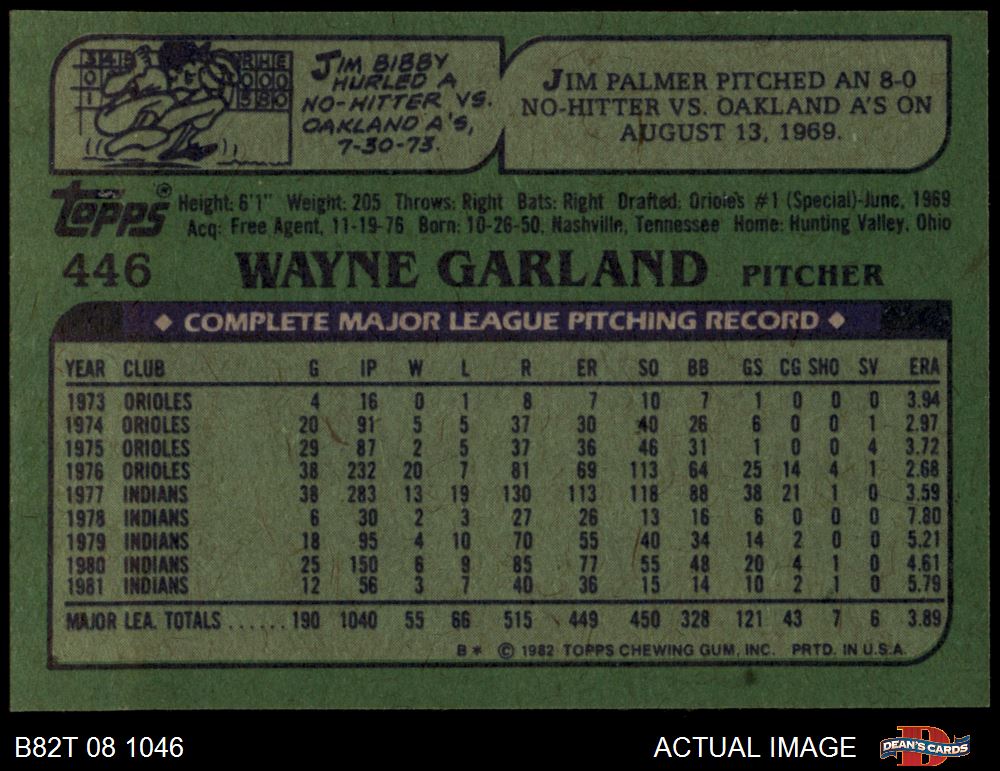 3 4 5
R H E
0 0 0 0
1 3 8 0
JIM BIBBY
HURLED A
NO-HITTER VS.
OAKLAND A'S,
7-30-73.
JIM PALMER PITCHED AN 8-0
NO-HITTER VS. OAKLAND A'S ON
AUGUST 13, 1969.
Topps® Height: 6'1" Weight: 205 Throws: Right Bats: Right Drafted: Orioles #1 (Special)-June, 1969
Acq: Free Agent, 11-19-76 Born: 10-26-50, Nashville, Tennessee Home: Hunting Valley, Ohio
446 WAYNE GARLAND PITCHER
◆ COMPLETE MAJOR LEAGUE PITCHING RECORD ◆
YEAR CLUB G IP W L R ER SO BB GS CG SHO SV ERA
1973 ORIOLES 4 16 0 1 8 7 10 7 1 0 0 0 3.94
1974 ORIOLES 20 91 5 5 37 30 40 26 6 0 0 1 2.97
1975 ORIOLES 29 87 2 5 37 36 46 31 1 0 0 4 3.72
1976 ORIOLES 38 232 20 7 81 69 113 64 25 14 4 1 2.68
1977 INDIANS 38 283 13 19 130 113 118 88 38 21 1 0 3.59
1978 INDIANS 6 30 2 3 27 26 13 16 6 0 0 0 7.80
1979 INDIANS 18 95 4 10 70 55 40 34 14 2 0 0 5.21
1980 INDIANS 25 150 6 9 85 77 55 48 20 4 1 0 4.61
1981 INDIANS 12 56 3 7 40 36 15 14 10 2 1 0 5.79
MAJOR LEA. TOTALS ...... 190 1040 55 66 515 449 450 328 121 43 7 6 3.89
B* © 1982 TOPPS CHEWING GUM, INC. PRTD. IN U.S.A.
B82T 08 1046
ACTUAL IMAGE
DEAN'S CARDS